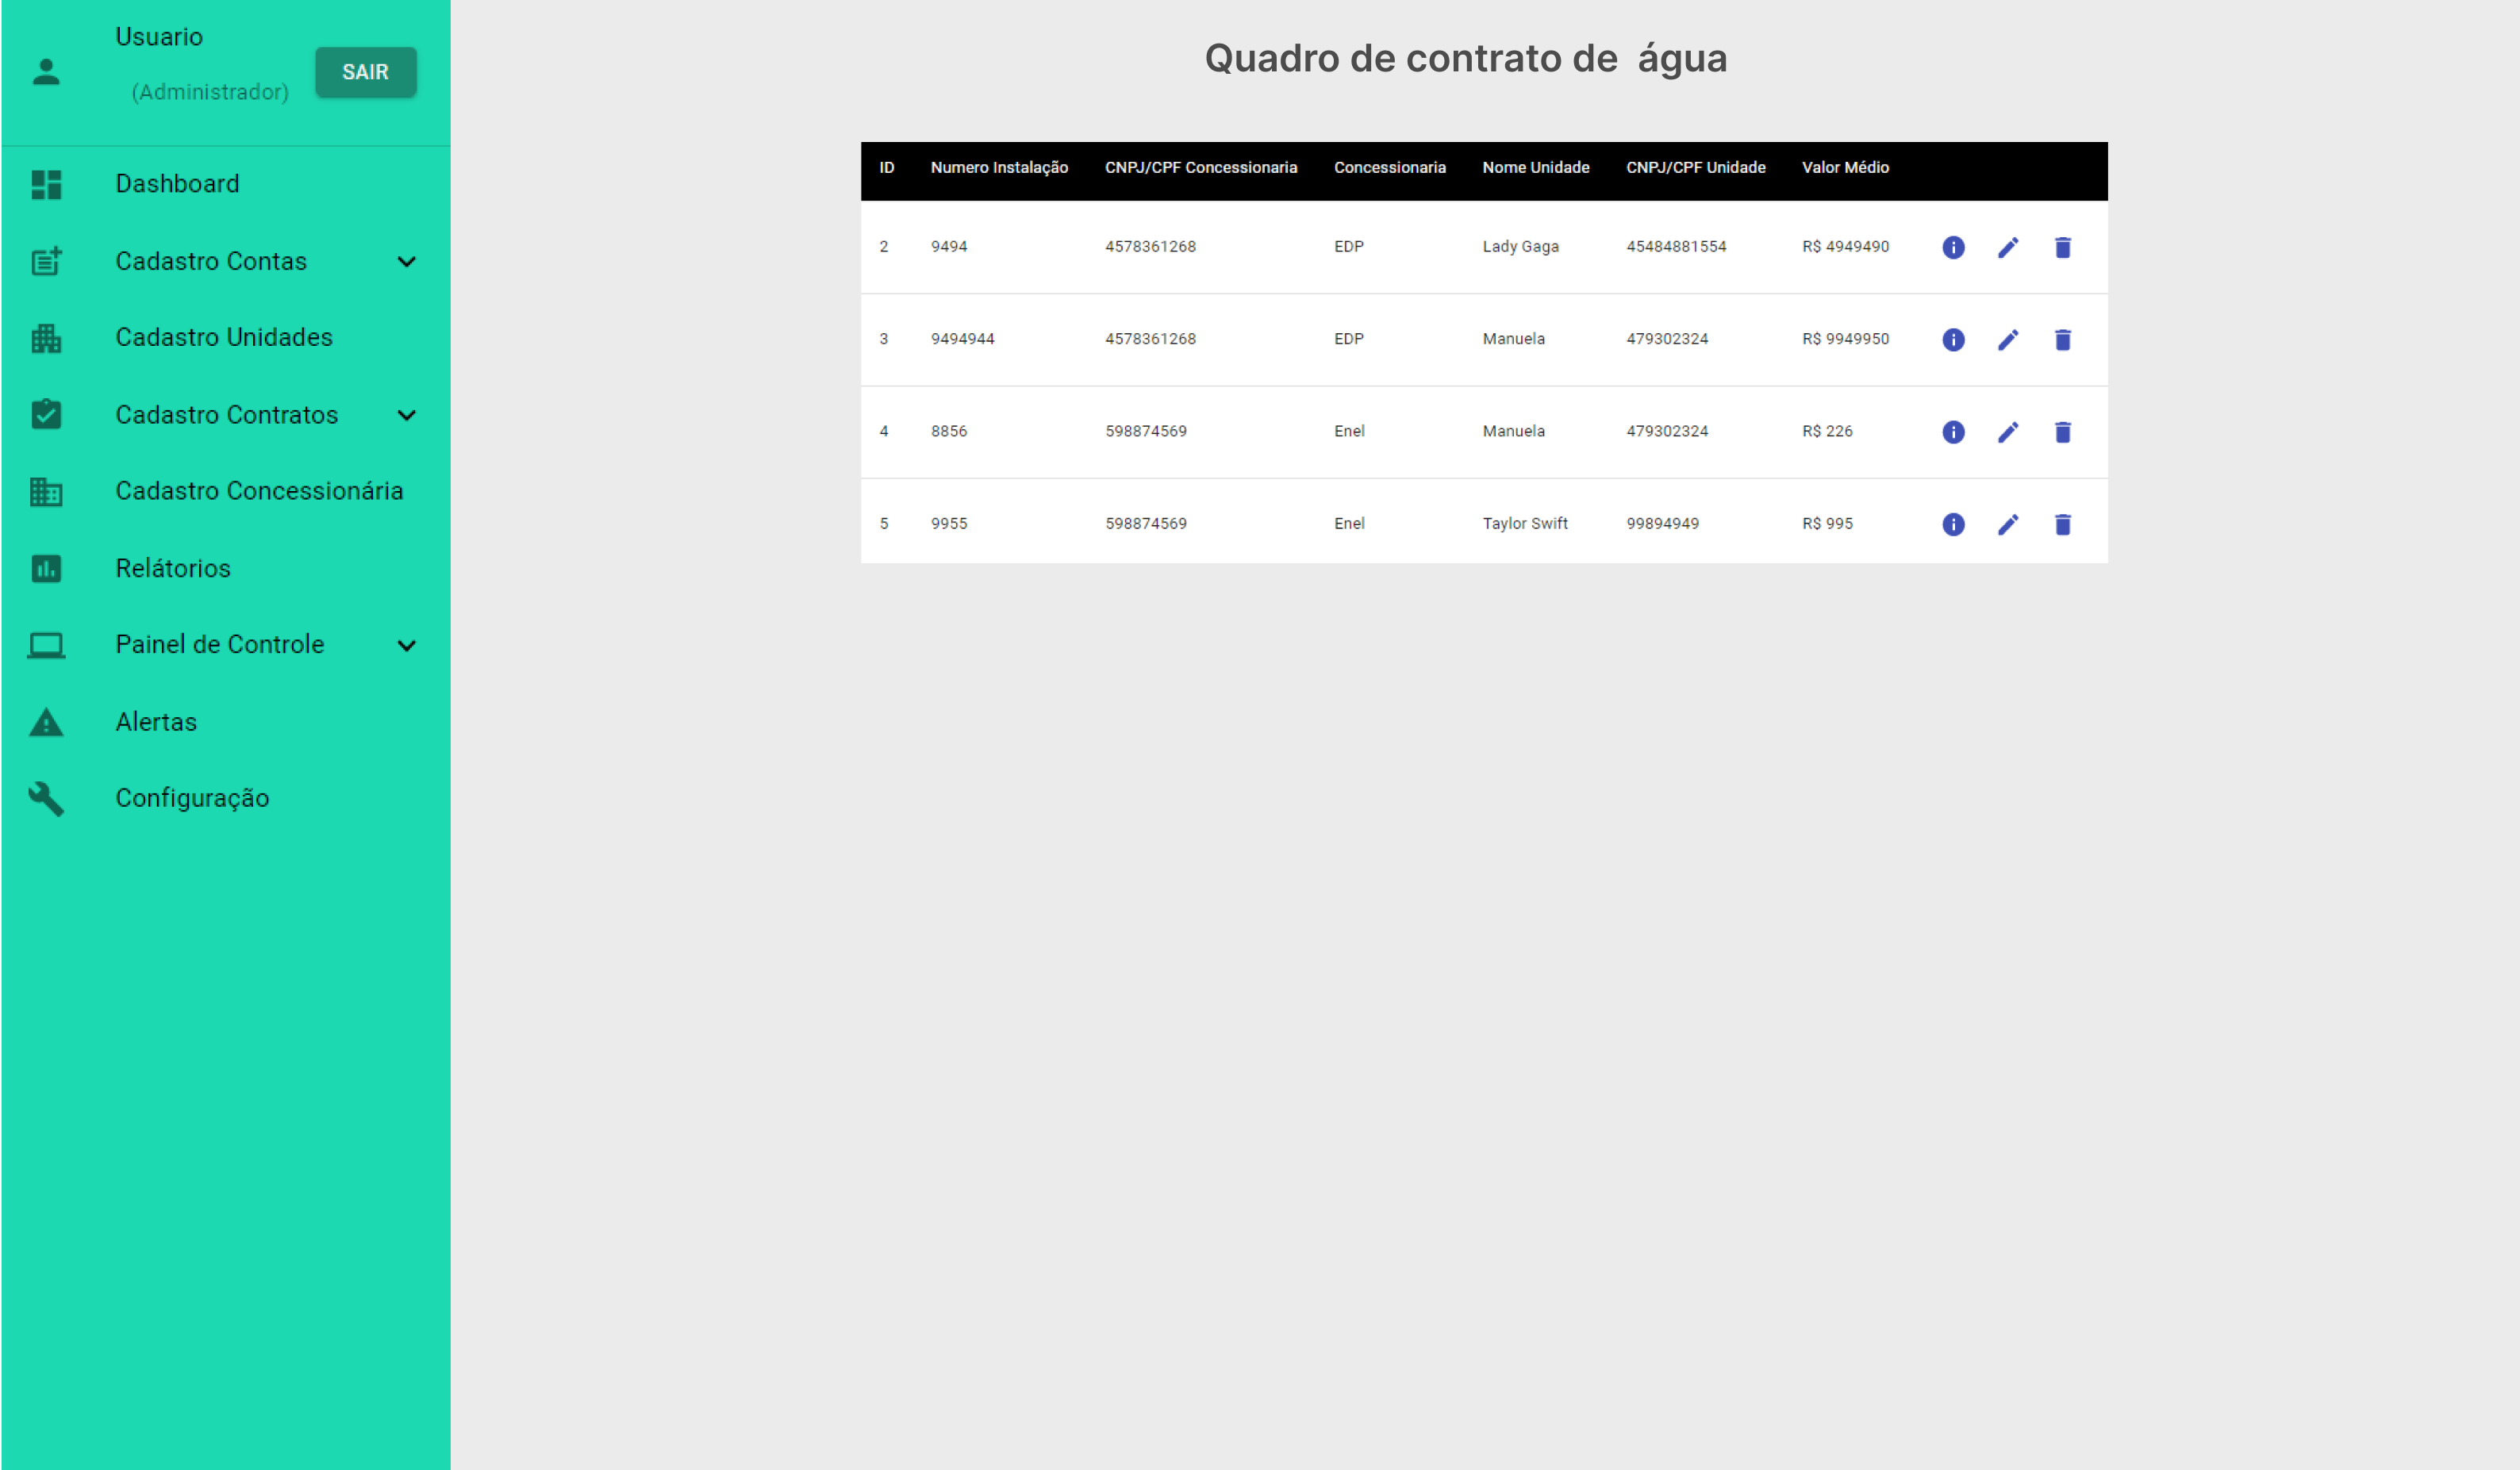 Usuario
(Administrador)
SAIR
Dashboard
Cadastro Contas
Cadastro Unidades
Cadastro Contratos
Cadastro Concessionária
Relátorios
Painel de Controle
Alertas
Configuração
Quadro de contrato de água
ID Numero Instalação CNPJ/CPF Concessionaria Concessionaria Nome Unidade CNPJ/CPF Unidade Valor Médio
2 9494 4578361268 EDP Lady Gaga 45484881554 R$ 4949490
3 9494944 4578361268 EDP Manuela 479302324 R$ 9949950
4 8856 598874569 Enel Manuela 479302324 R$ 226
5 9955 598874569 Enel Taylor Swift 99894949 R$ 995